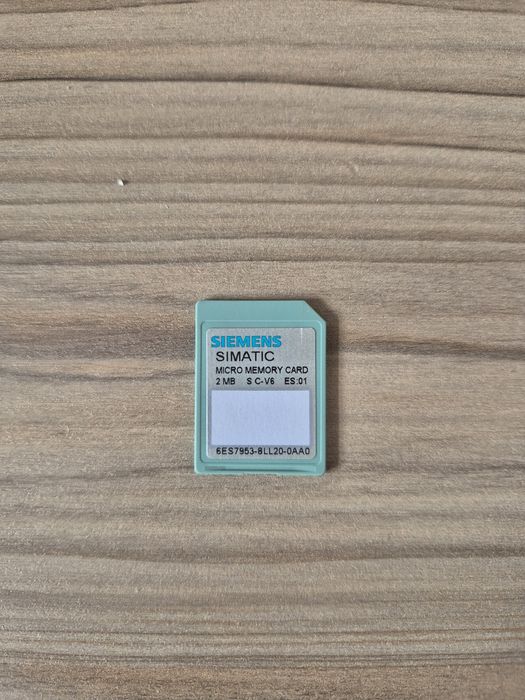 SIEMENS
SIMATIC
MICRO MEMORY CARD
2 MB S C-V6 ES:01
6ES7953-8LL20-0AA0